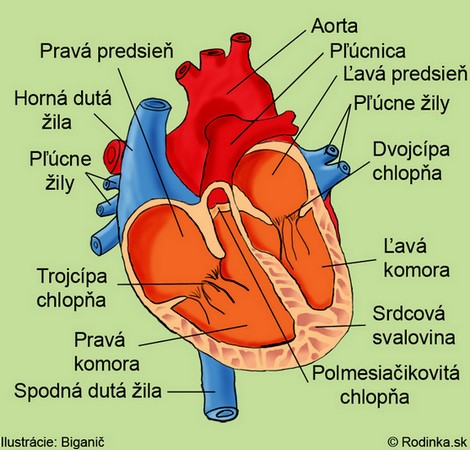 Aorta
Pravá predsieň
Pľúcnica
Ľavá predsieň
Horná dutá
žila
Pľúcne žily
Pľúcne
žily
Dvojcípa
chlopňa
Trojcípa
chlopňa
Ľavá
komora
Pravá
komora
Srdcová
svalovina
Spodná dutá žila
Polmesiačikovitá
chlopňa
Ilustrácie: Biganič
© Rodinka.sk